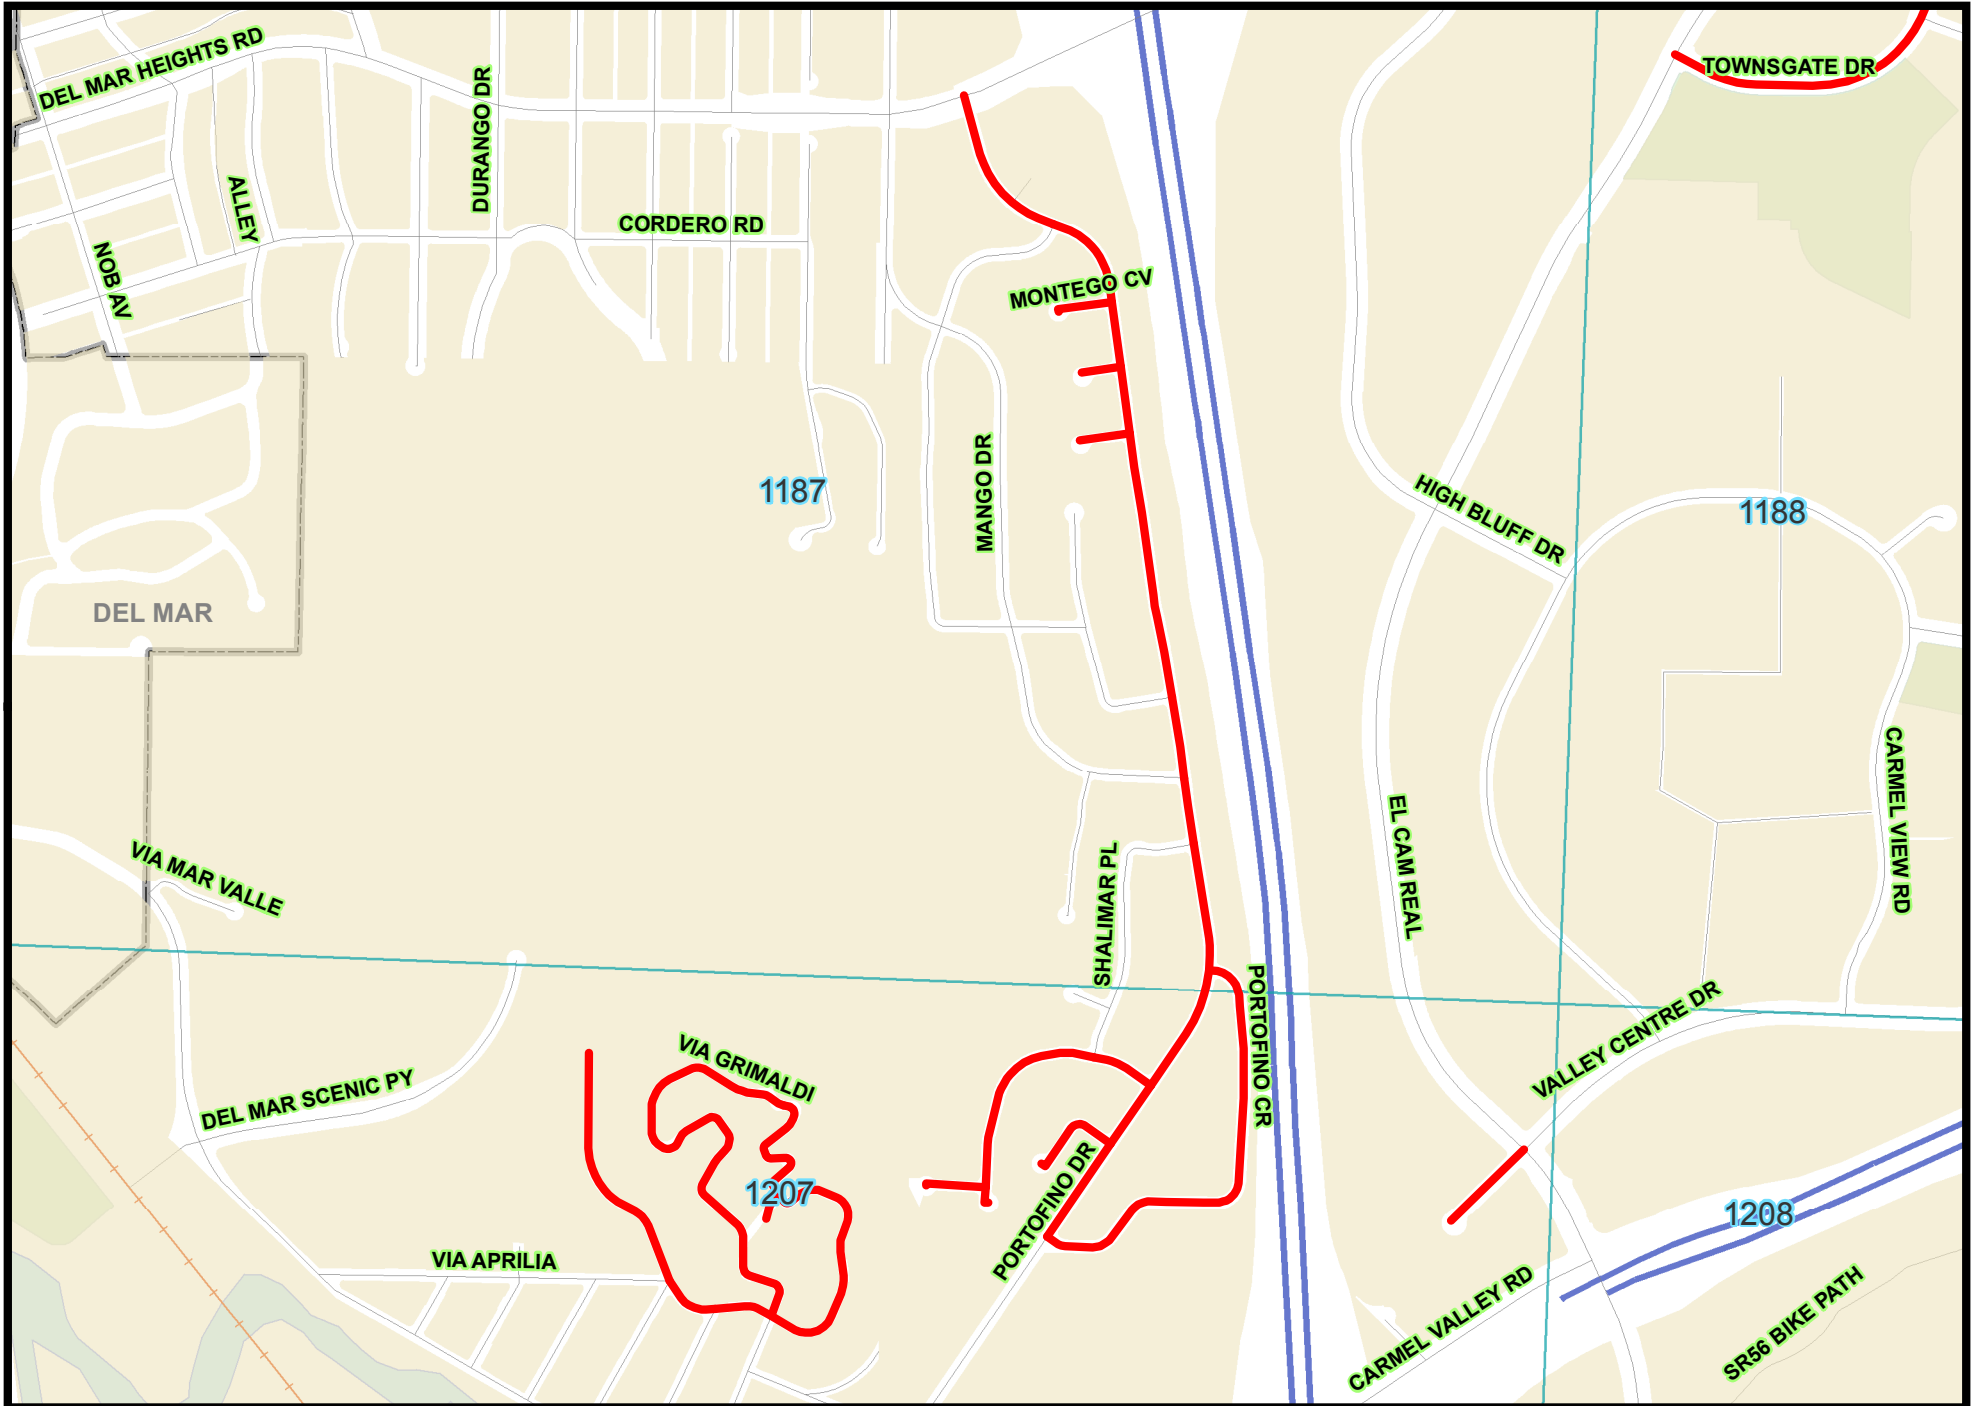 DEL MAR HEIGHTS RD
TOWNSGATE DR
DURANGO DR
ALLEY
CORDERO RD
NOB AV
MONTEGO CV
MANGO DR
1187
HIGH BLUFF DR
1188
DEL MAR
CARMEL VIEW RD
EL CAM REAL
VIA MAR VALLE
SHALIMAR PL
PORTOFINO CR
VALLEY CENTRE DR
VIA GRIMALDI
DEL MAR SCENIC PY
1207
PORTOFINO DR
1208
VIA APRILIA
CARMEL VALLEY RD
SR56 BIKE PATH